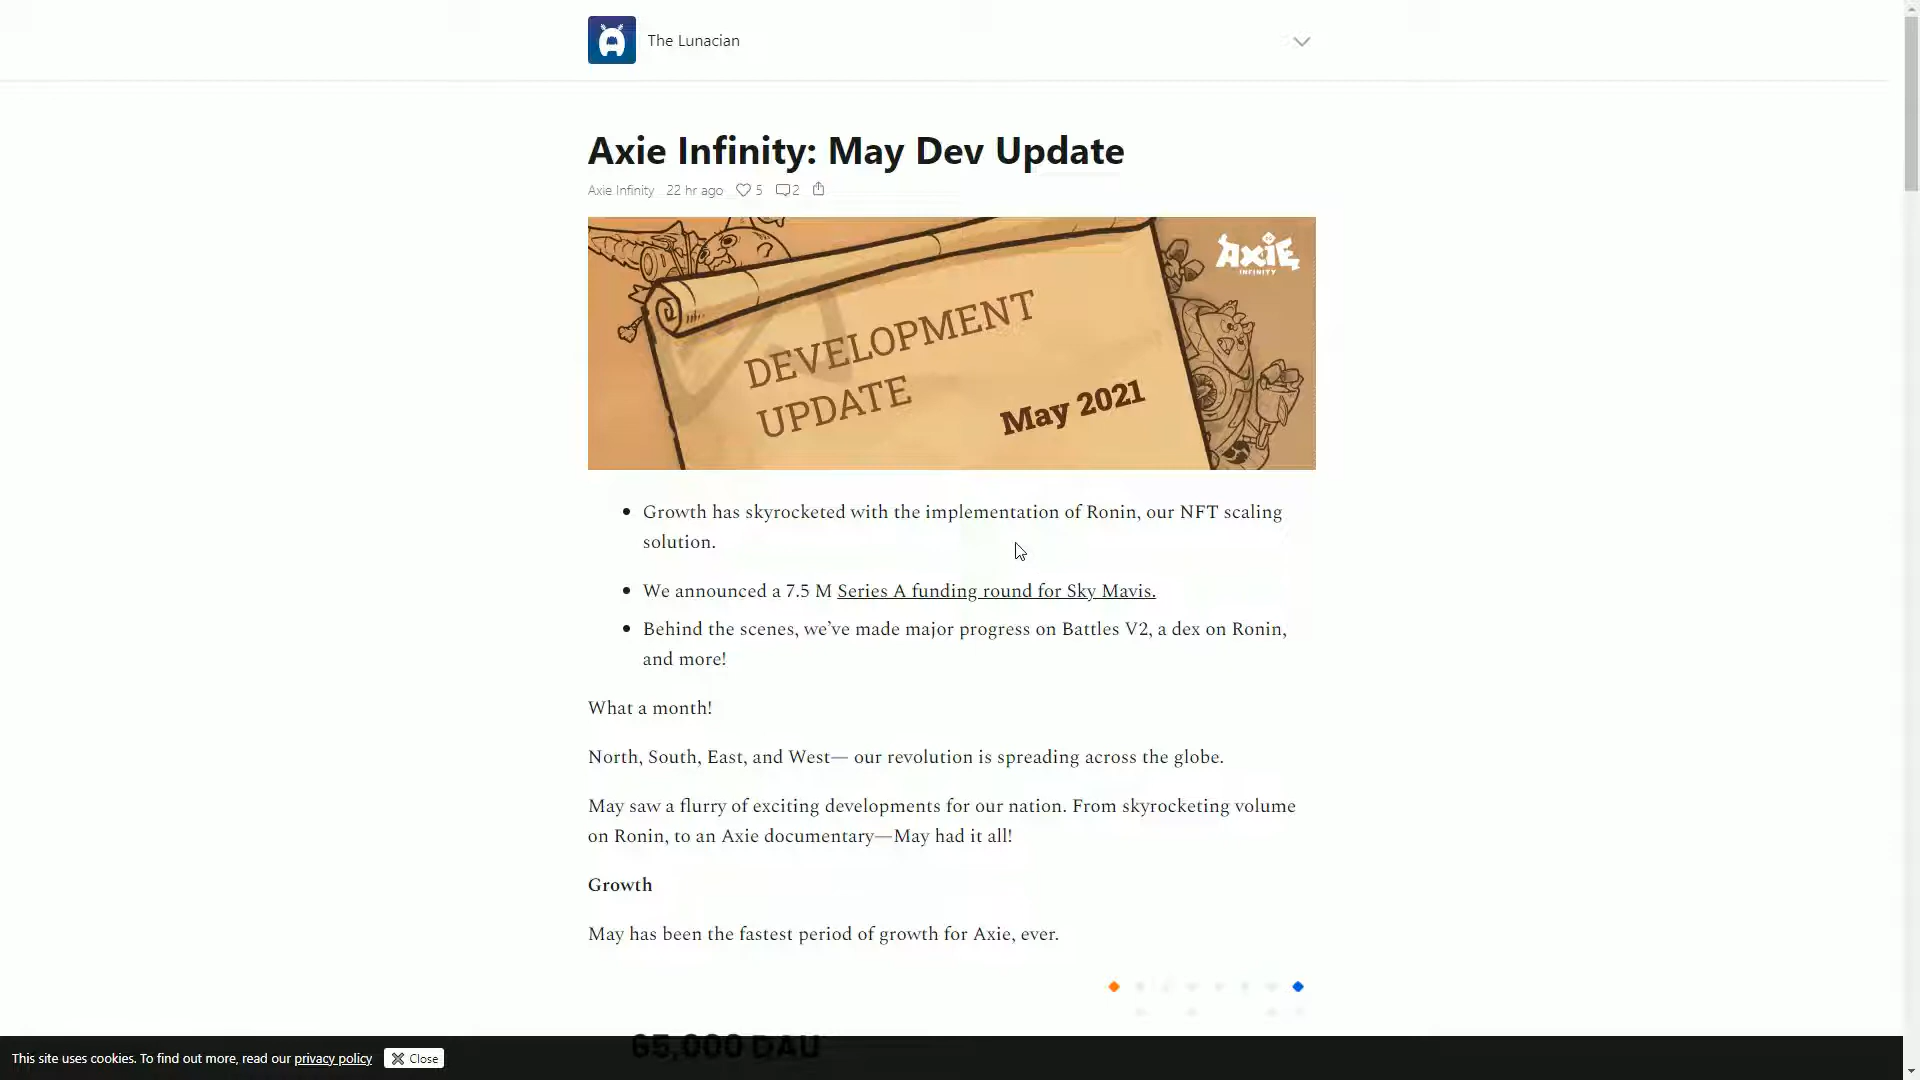 The Lunacian
Axie Infinity: May Dev Update
Axie Infinity 22 hr ago 5 2
AXIE
INFINITY
DEVELOPMENT
UPDATE
May 2021
Growth has skyrocketed with the implementation of Ronin, our NFT scaling
solution.
We announced a 7.5 M Series A funding round for Sky Mavis.
Behind the scenes, we’ve made major progress on Battles V2, a dex on Ronin,
and more!
What a month!
North, South, East, and West— our revolution is spreading across the globe.
May saw a flurry of exciting developments for our nation. From skyrocketing volume
on Ronin, to an Axie documentary—May had it all!
Growth
May has been the fastest period of growth for Axie, ever.
65,000 DAU
This site uses cookies. To find out more, read our privacy policy Close